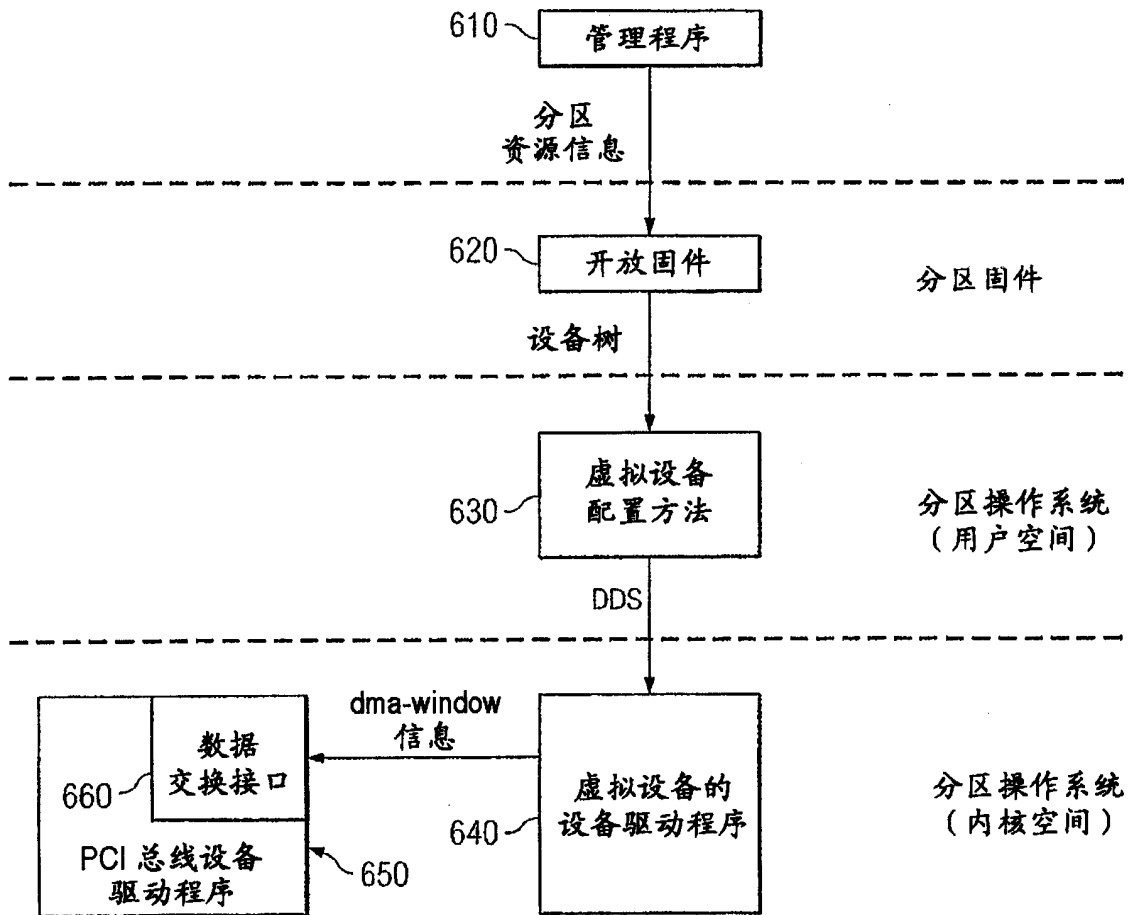 610
管理程序
分区
资源信息
620
开放固件
分区固件
设备树
630
虚拟设备
配置方法
分区操作系统
(用户空间)
DDS
dma-window
信息
数据
交换接口
660
PCI 总线设备
驱动程序
650
虚拟设备的
设备驱动程序
640
分区操作系统
(内核空间)